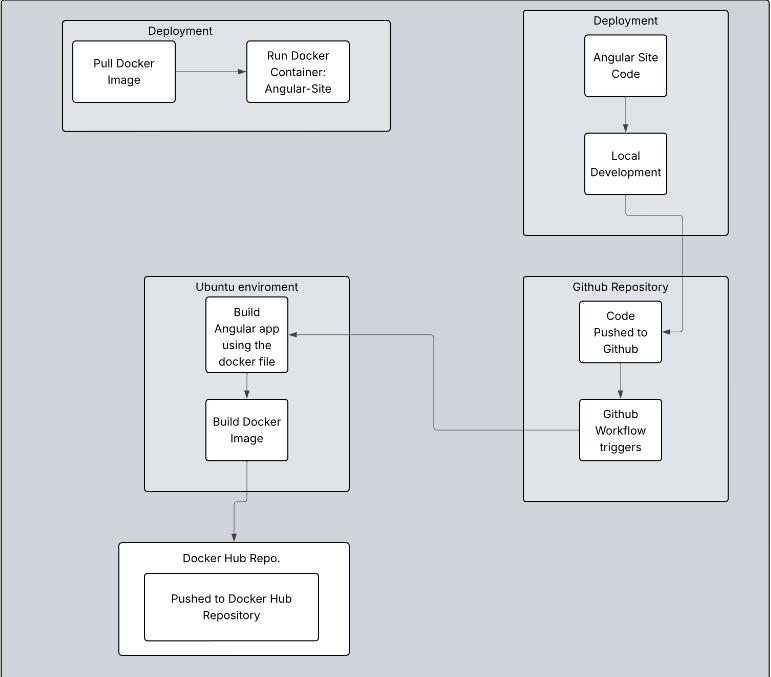 Deployment
Pull Docker
Image
Run Docker
Container:
Angular-Site
Deployment
Angular Site
Code
Local
Development
Ubuntu enviroment
Build
Angular app
using the
docker file
Build Docker
Image
Github Repository
Code
Pushed to
Github
Github
Workflow
triggers
Docker Hub Repo.
Pushed to Docker Hub
Repository